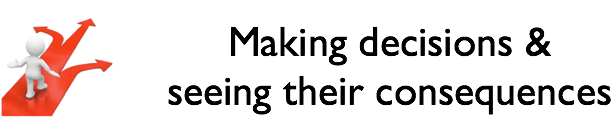 Making decisions &
seeing their consequences